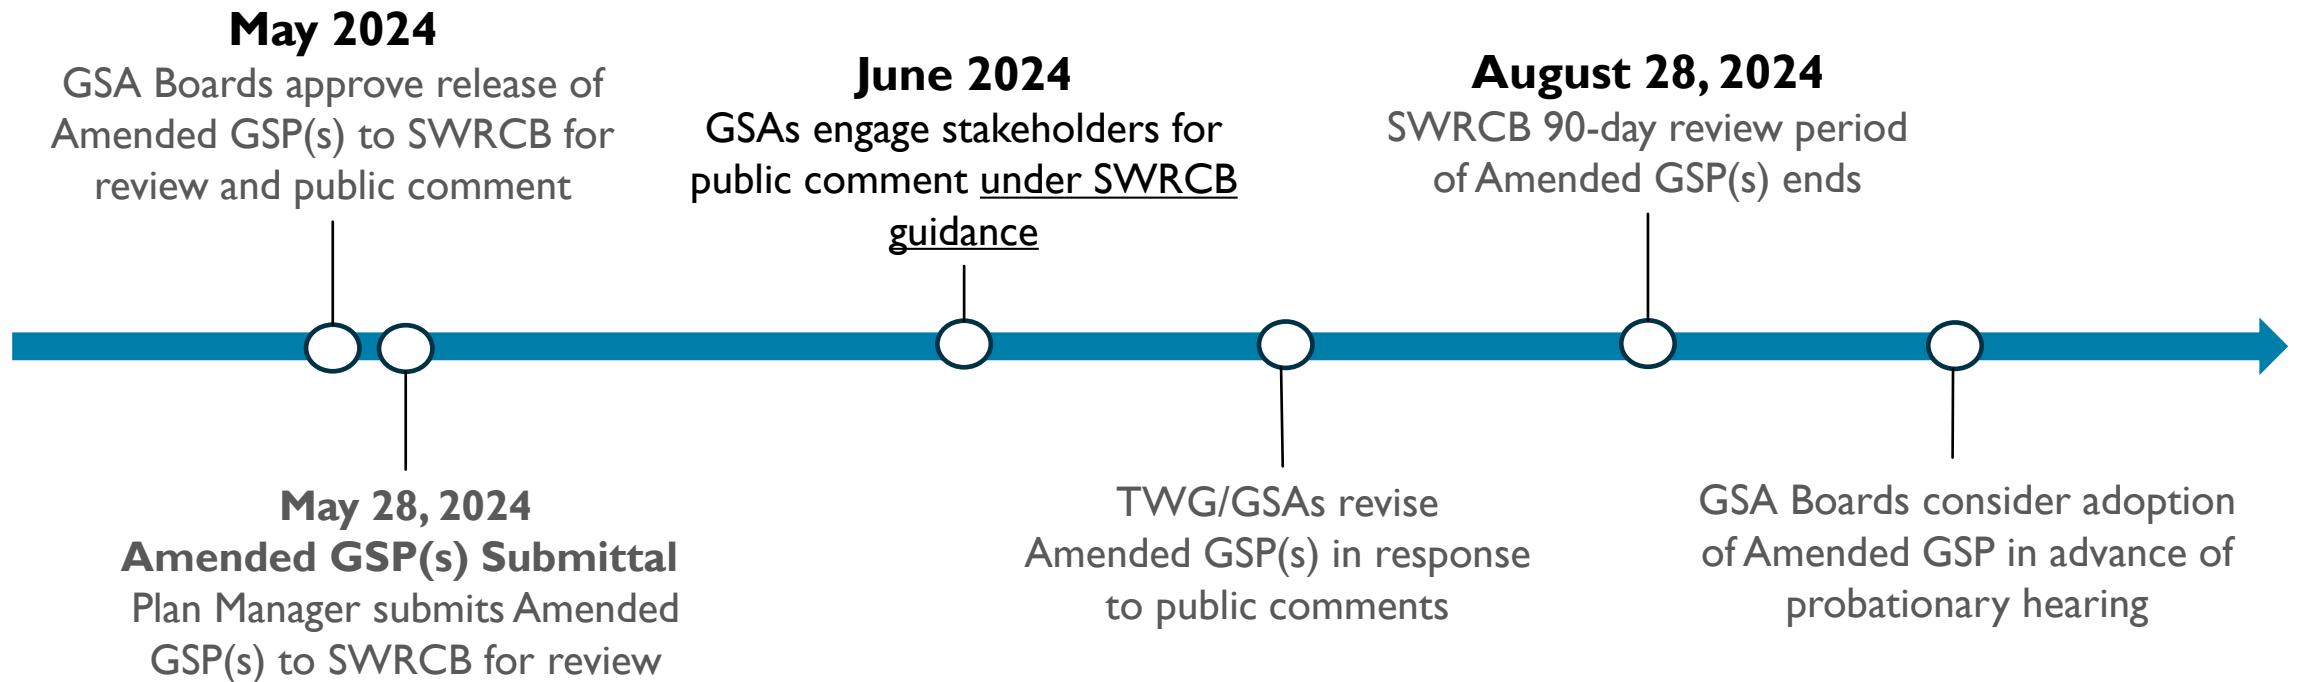 May 2024
GSA Boards approve release of
Amended GSP(s) to SWRCB for
review and public comment
May 28, 2024
Amended GSP(s) Submittal
Plan Manager submits Amended
GSP(s) to SWRCB for review
June 2024
GSAs engage stakeholders for
public comment under SWRCB
guidance
TWG/GSAs revise
Amended GSP(s) in response
to public comments
August 28, 2024
SWRCB 90-day review period
of Amended GSP(s) ends
GSA Boards consider adoption
of Amended GSP in advance of
probationary hearing